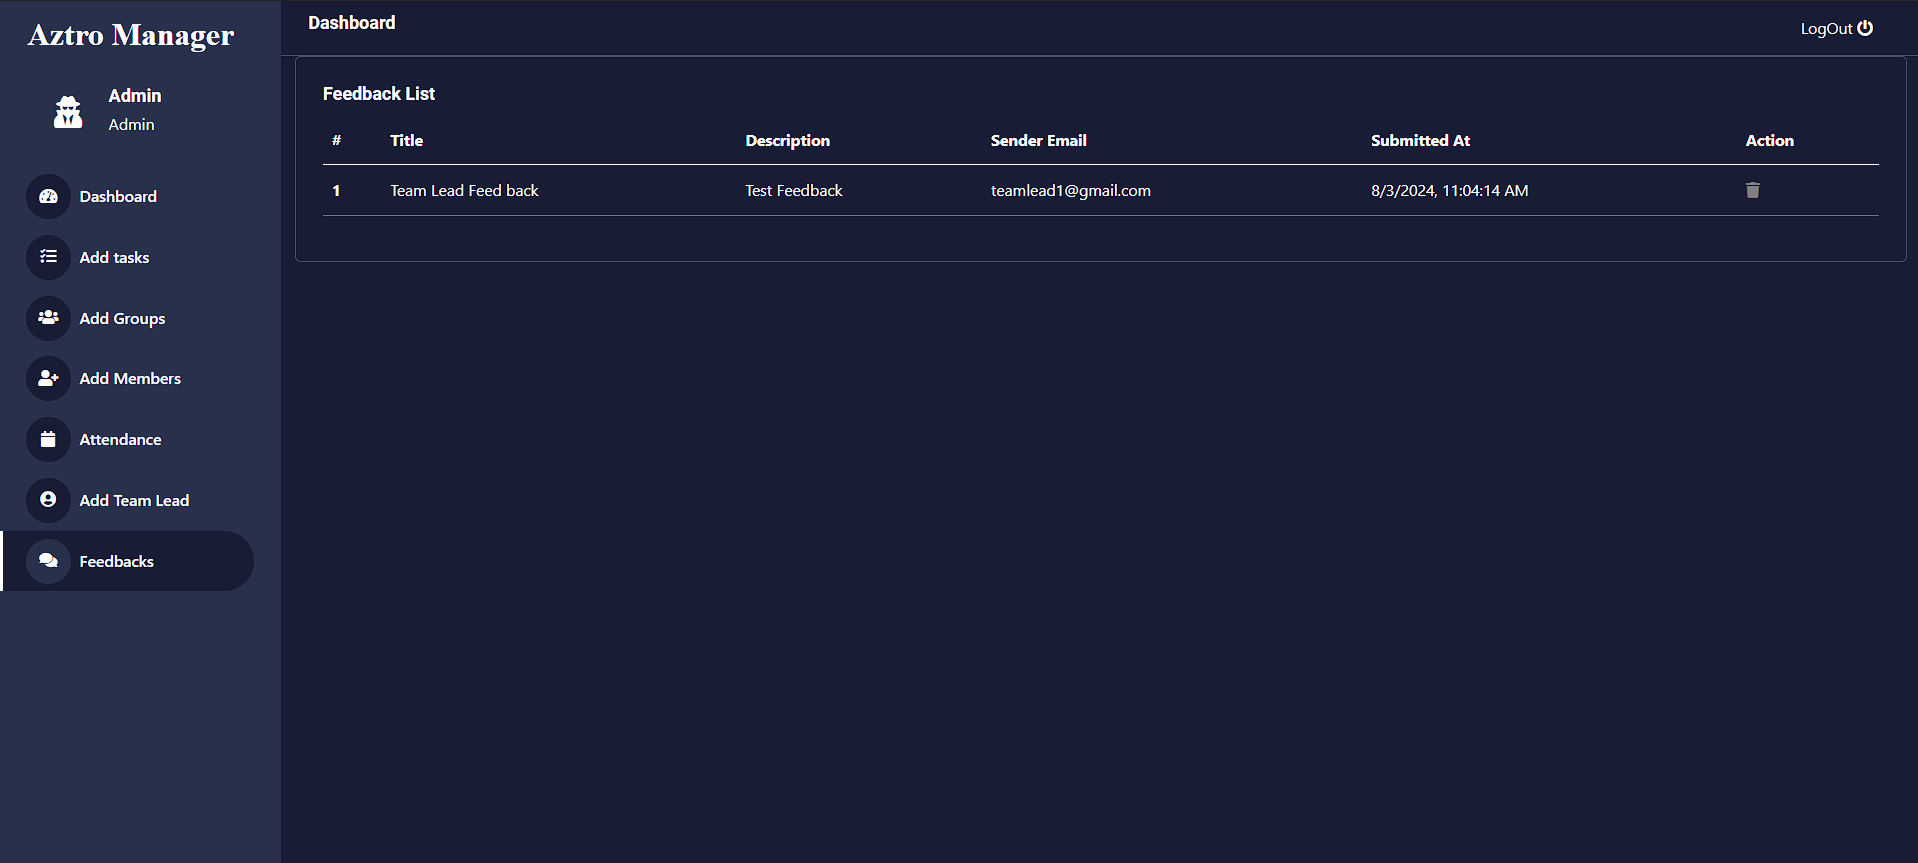 Aztro Manager
Admin
Admin
Dashboard
Add tasks
Add Groups
Add Members
Attendance
Add Team Lead
Feedbacks
Dashboard
LogOut
Feedback List
# Title Description Sender Email Submitted At Action
1 Team Lead Feed back Test Feedback teamlead1@gmail.com 8/3/2024, 11:04:14 AM